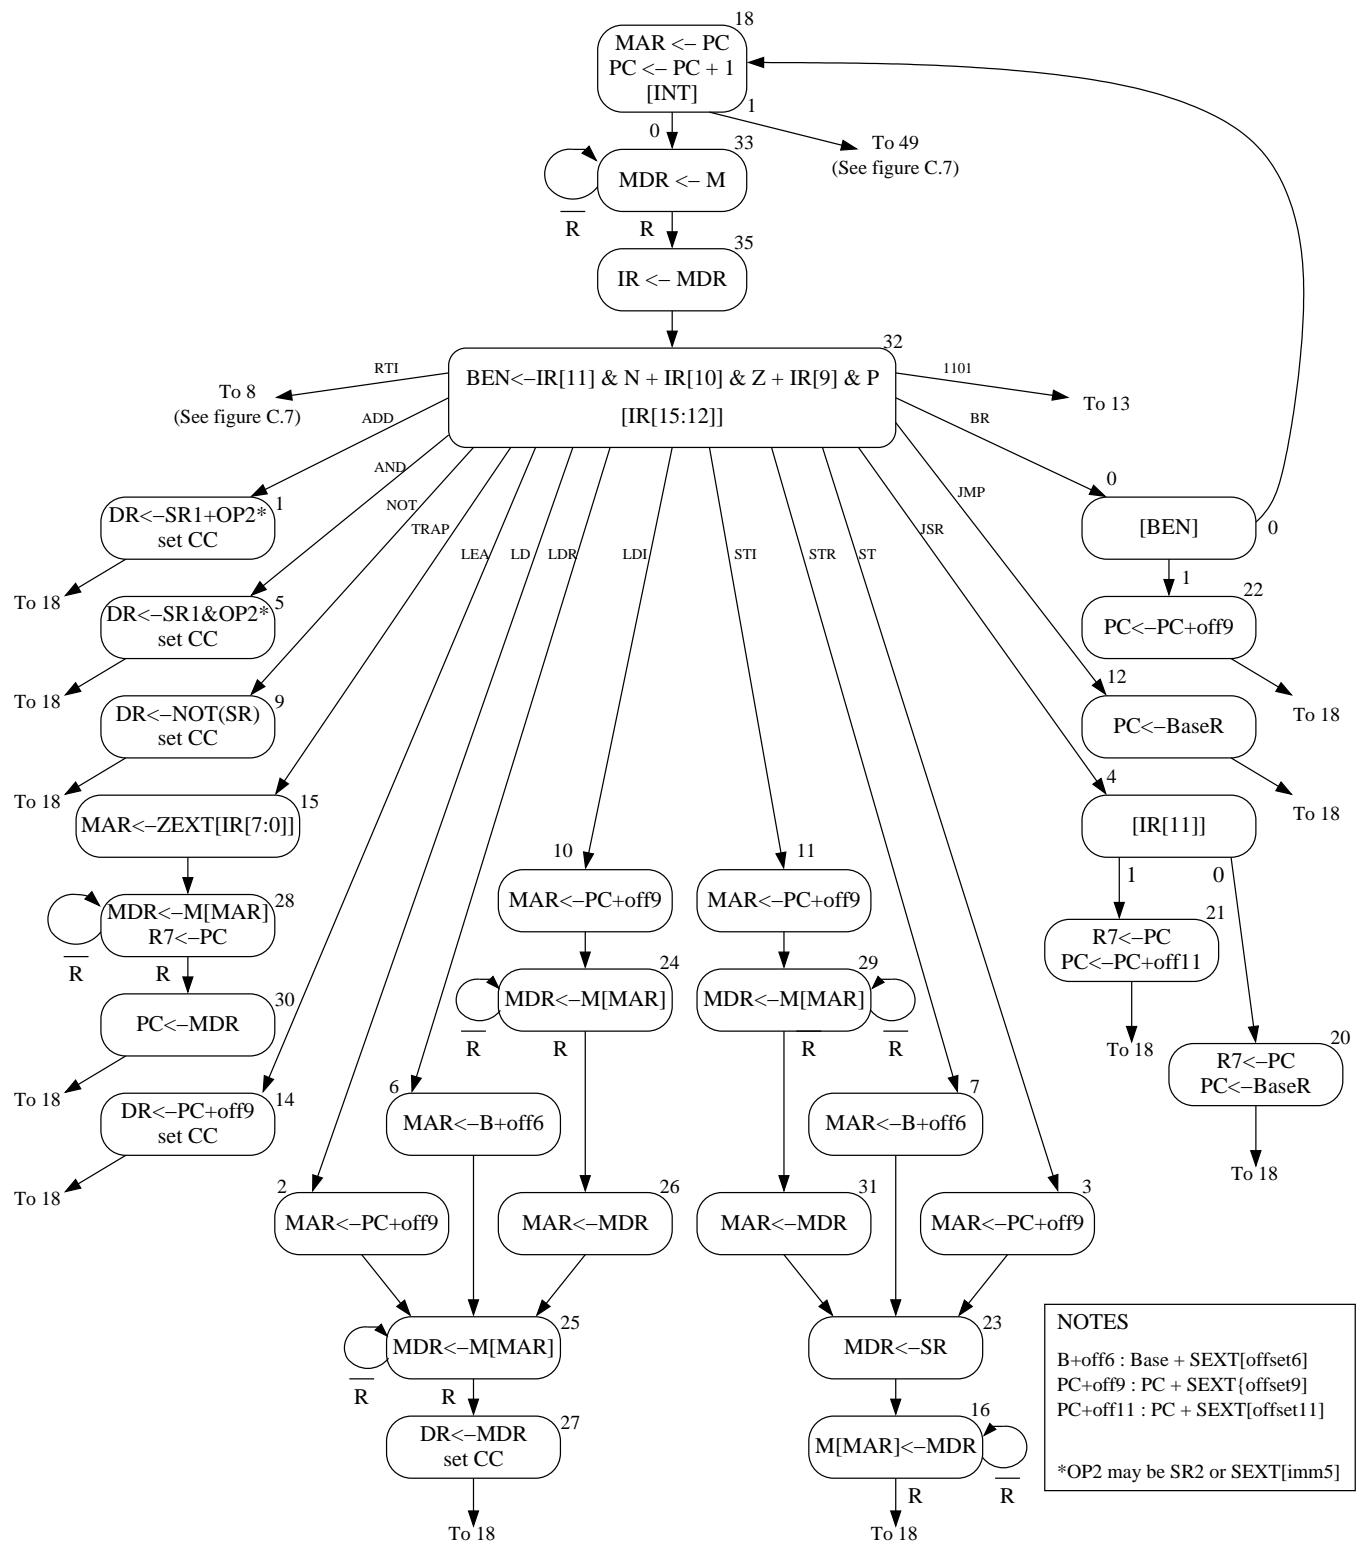 18
MAR <– PC
PC <– PC + 1
[INT]
0
1
To 49
(See figure C.7)
33
MDR <– M
R
R
35
IR <– MDR
32
BEN<–IR[11] & N + IR[10] & Z + IR[9] & P
[IR[15:12]]
RTI
To 8
(See figure C.7)
1101
To 13
ADD
AND
NOT
TRAP
LEA
LD
LDR
LDI
STI
STR
ST
JSR
JMP
BR
1
DR<–SR1+OP2*
set CC
To 18
5
DR<–SR1&OP2*
set CC
To 18
9
DR<–NOT(SR)
set CC
To 18
15
MAR<–ZEXT[IR[7:0]]
28
MDR<–M[MAR]
R7<–PC
R
R
30
PC<–MDR
To 18
14
DR<–PC+off9
set CC
To 18
0
[BEN]
0
1
22
PC<–PC+off9
To 18
12
PC<–BaseR
To 18
4
[IR[11]]
1
0
21
R7<–PC
PC<–PC+off11
To 18
20
R7<–PC
PC<–BaseR
To 18
10
MAR<–PC+off9
24
MDR<–M[MAR]
R
R
11
MAR<–PC+off9
29
MDR<–M[MAR]
R
R
6
MAR<–B+off6
7
MAR<–B+off6
2
MAR<–PC+off9
26
MAR<–MDR
31
MAR<–MDR
3
MAR<–PC+off9
25
MDR<–M[MAR]
R
R
27
DR<–MDR
set CC
To 18
23
MDR<–SR
16
M[MAR]<–MDR
R
R
To 18
NOTES
B+off6 : Base + SEXT[offset6]
PC+off9 : PC + SEXT{offset9]
PC+off11 : PC + SEXT[offset11]
*OP2 may be SR2 or SEXT[imm5]